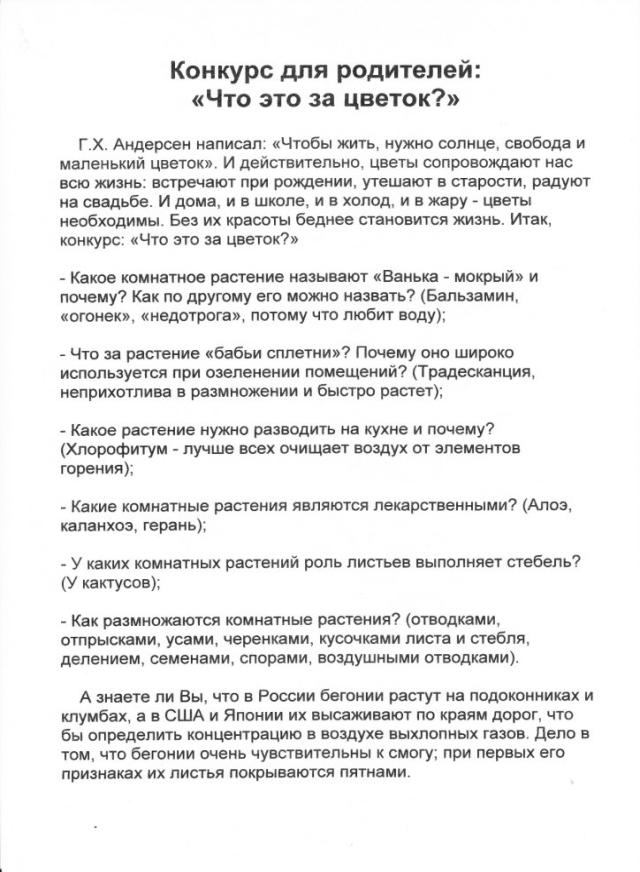 Конкурс для родителей:
«Что это за цветок?»
Г.Х. Андерсен написал: «Чтобы жить, нужно солнце, свобода и
маленький цветок». И действительно, цветы сопровождают нас
всю жизнь: встречают при рождении, утешают в старости, радуют
на свадьбе. И дома, и в школе, и в холод, и в жару - цветы
необходимы. Без их красоты беднее становится жизнь. Итак,
конкурс: «Что это за цветок?»
- Какое комнатное растение называют «Ванька - мокрый» и
почему? Как по другому его можно назвать? (Бальзамин,
«огонек», «недотрога», потому что любит воду);
- Что за растение «бабьи сплетни»? Почему оно широко
используется при озеленении помещений? (Традесканция,
неприхотлива в размножении и быстро растет);
- Какое растение нужно разводить на кухне и почему?
(Хлорофитум - лучше всех очищает воздух от элементов
горения);
- Какие комнатные растения являются лекарственными? (Алоэ,
каланхоэ, герань);
- У каких комнатных растений роль листьев выполняет стебель?
(У кактусов);
- Как размножаются комнатные растения? (отводками,
отпрысками, усами, черенками, кусочками листа и стебля,
делением, семенами, спорами, воздушными отводками).
А знаете ли Вы, что в России бегонии растут на подоконниках и
клумбах, а в США и Японии их высаживают по краям дорог, что
бы определить концентрацию в воздухе выхлопных газов. Дело в
том, что бегонии очень чувствительны к смогу; при первых его
признаках их листья покрываются пятнами.